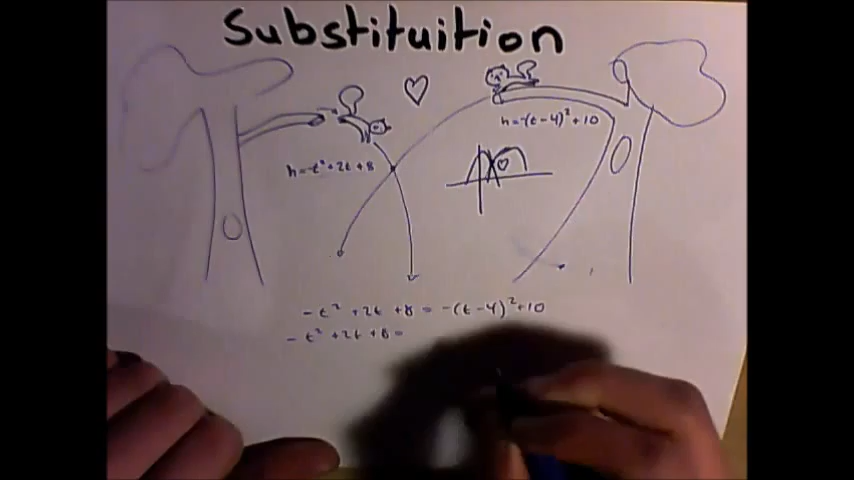 Substituition
h=-(t-4)²+10
h=-t²+2t+8
-t²+2t+8=-(t-4)²+10
-t²+2t+8=